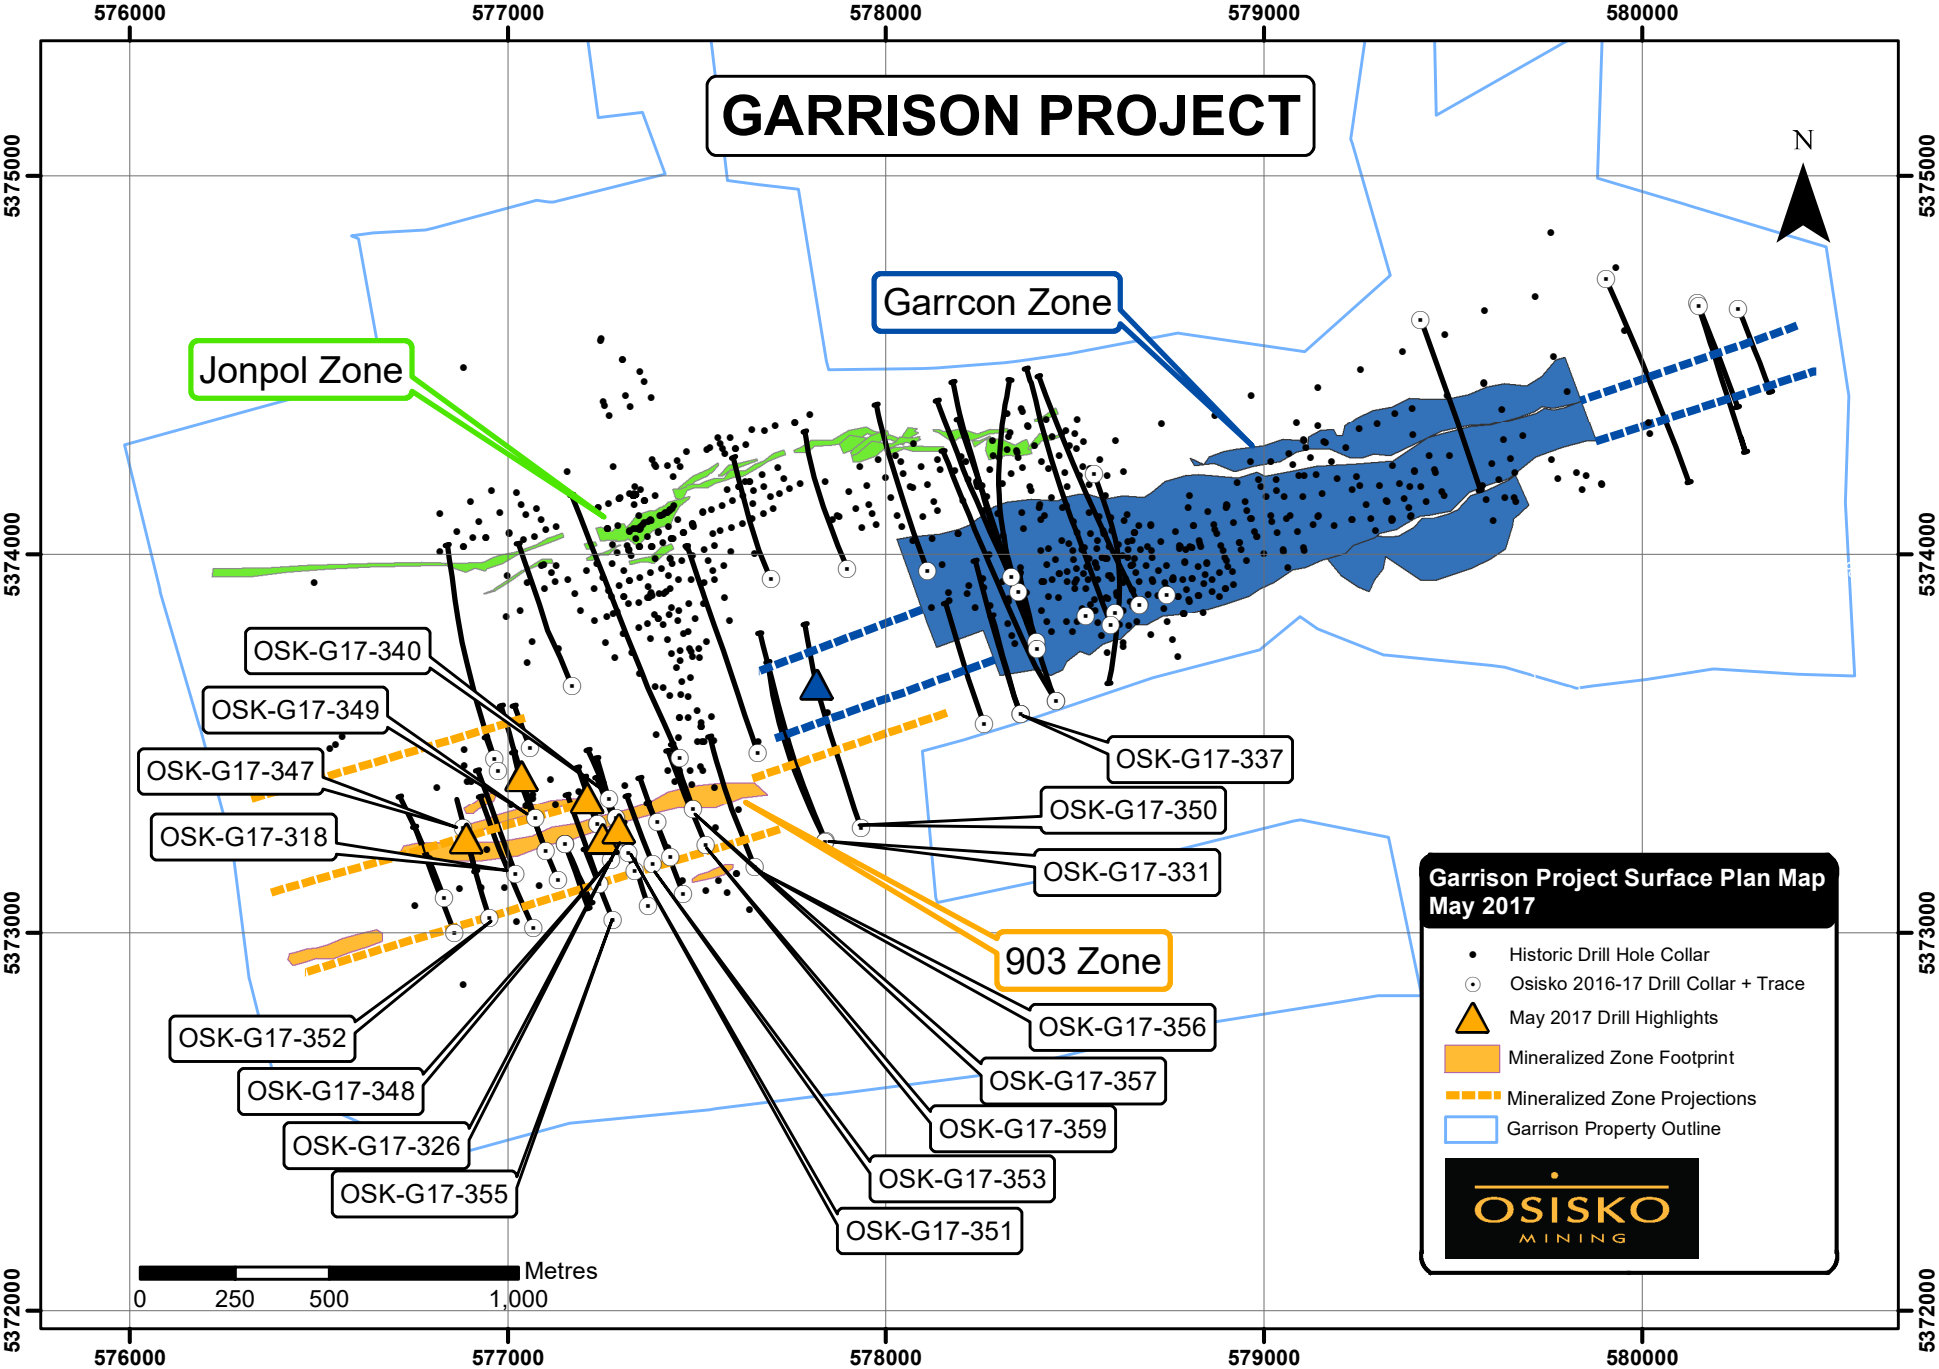 576000
577000
578000
579000
580000
GARRISON PROJECT
N
5375000
5375000
Garrcon Zone
Jonpol Zone
5374000
5374000
OSK-G17-340
OSK-G17-349
OSK-G17-347
OSK-G17-318
OSK-G17-337
OSK-G17-350
OSK-G17-331
903 Zone
5373000
5373000
OSK-G17-352
OSK-G17-348
OSK-G17-326
OSK-G17-355
OSK-G17-356
OSK-G17-357
OSK-G17-359
OSK-G17-353
OSK-G17-351
Garrison Project Surface Plan Map
May 2017
Historic Drill Hole Collar
Osisko 2016-17 Drill Collar + Trace
May 2017 Drill Highlights
Mineralized Zone Footprint
Mineralized Zone Projections
Garrison Property Outline
OSISKO
MINING
Metres
0 250 500 1,000
5372000
5372000
576000
577000
578000
579000
580000